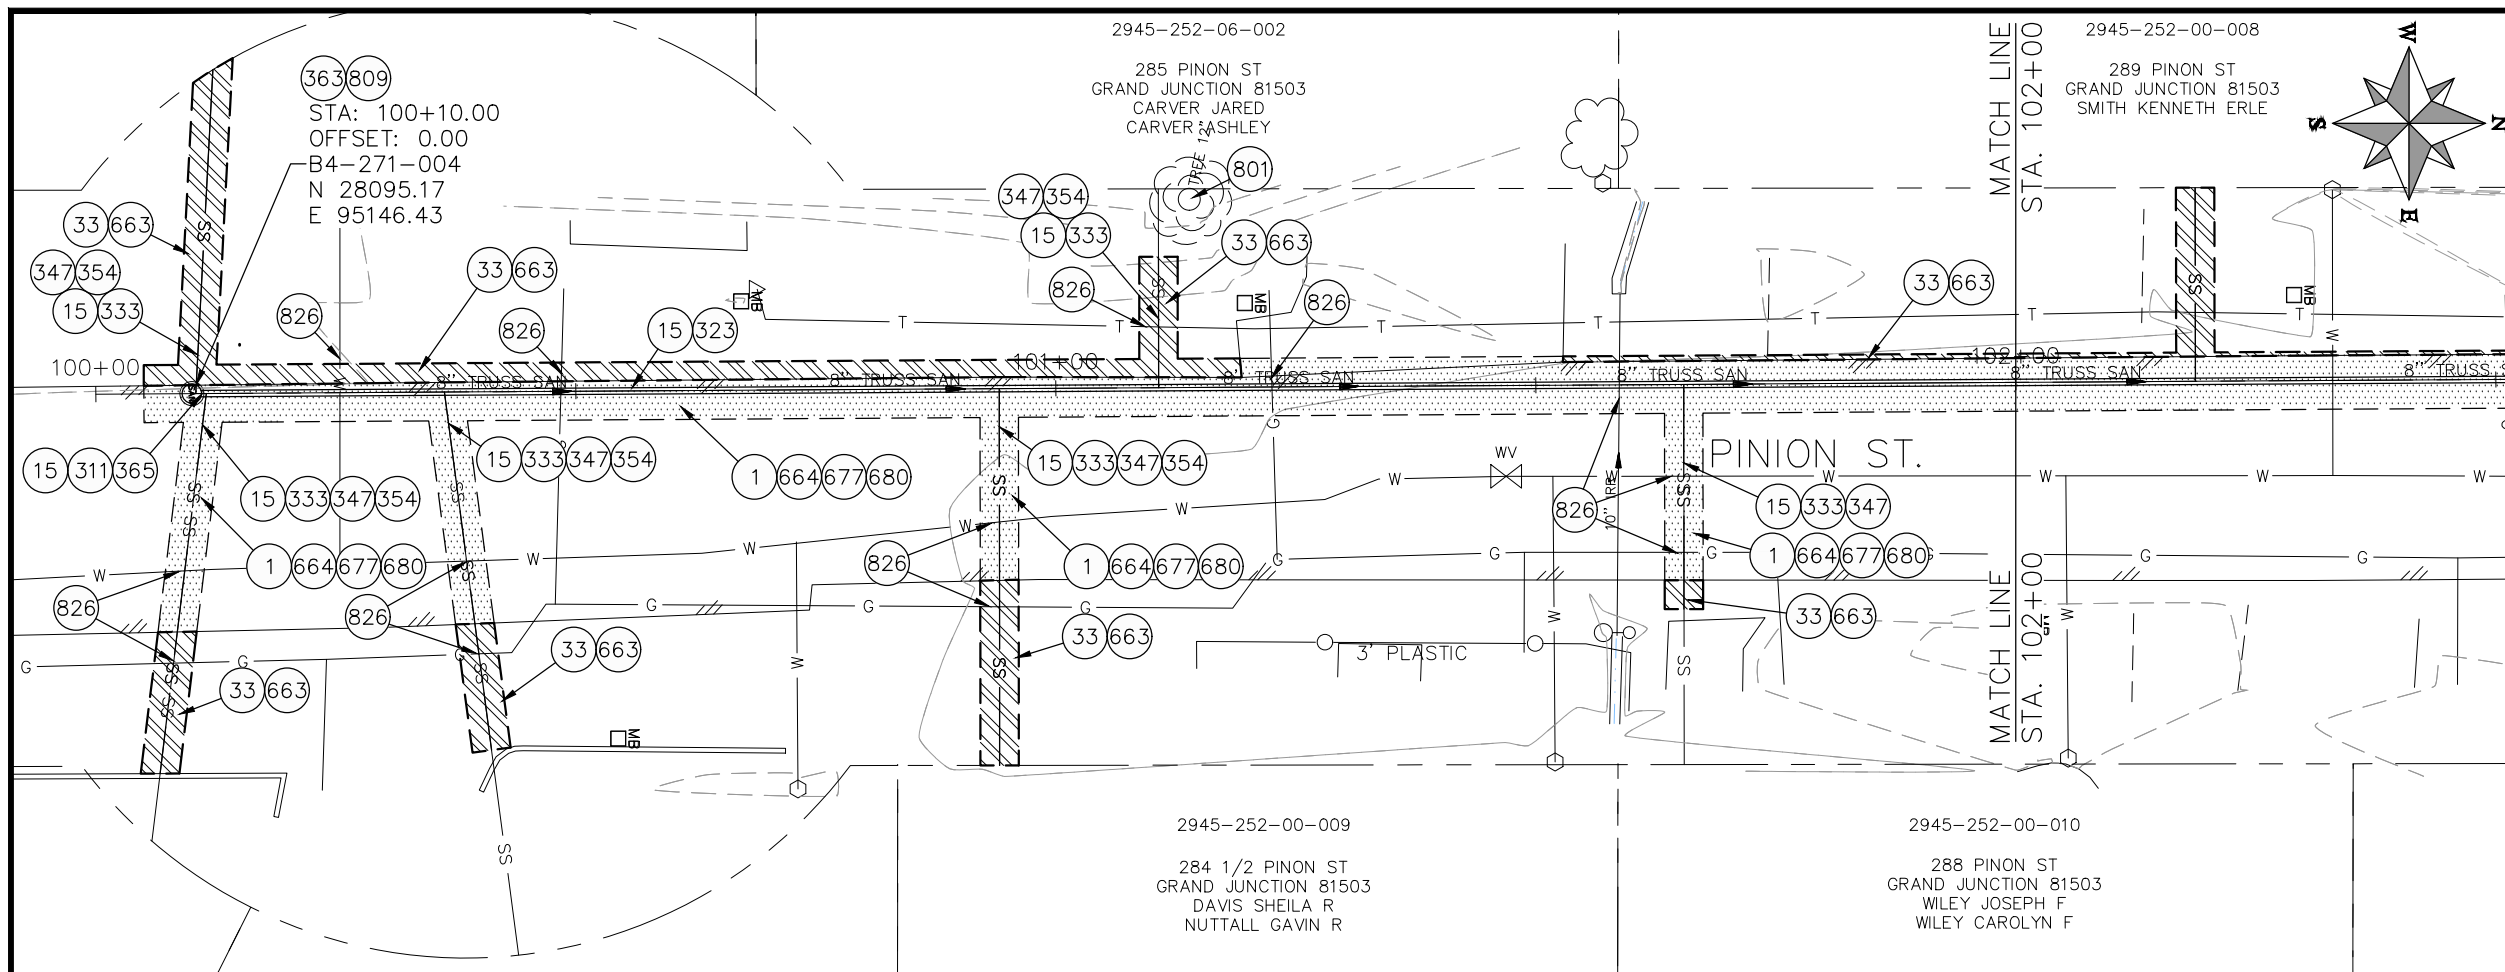 2945-252-06-002
285 PINON ST
GRAND JUNCTION 81503
CARVER JARED
CARVER ASHLEY
TREE 12"
2945-252-00-008
289 PINON ST
GRAND JUNCTION 81503
SMITH KENNETH ERLE
MATCH LINE
STA. 102+00
W
N
S
E
363 809
STA: 100+10.00
OFFSET: 0.00
B4-271-004
N 28095.17
E 95146.43
801
347 354
15 333
33 663
826
33 663
347 354
15 333
SS
33 663
826
826
15 323
MB
MB
826
33 663
MB
SS
SS
T T T T T T T
W
100+00
101+00
102+00
8" TRUSS SAN
8" TRUSS SAN
8" TRUSS SAN
8" TRUSS SAN
8" TRUSS SAN
8" TRUSS S
15 311 365
15 333 347 354
15 333 347 354
1 664 677 680
15 333 347 354
WV
PINION ST.
15 333 347
826
10" IRR
1 664 677 680
826
1 664 677 680
1 664 677 680
826
826
W W W W W W W W W W W
G G G G G G G G G
33 663
33 663
33 663
33 663
3' PLASTIC
MB
SS SS SS SS
MATCH LINE
STA. 102+00
2945-252-00-009
284 1/2 PINON ST
GRAND JUNCTION 81503
DAVIS SHEILA R
NUTTALL GAVIN R
2945-252-00-010
288 PINON ST
GRAND JUNCTION 81503
WILEY JOSEPH F
WILEY CAROLYN F